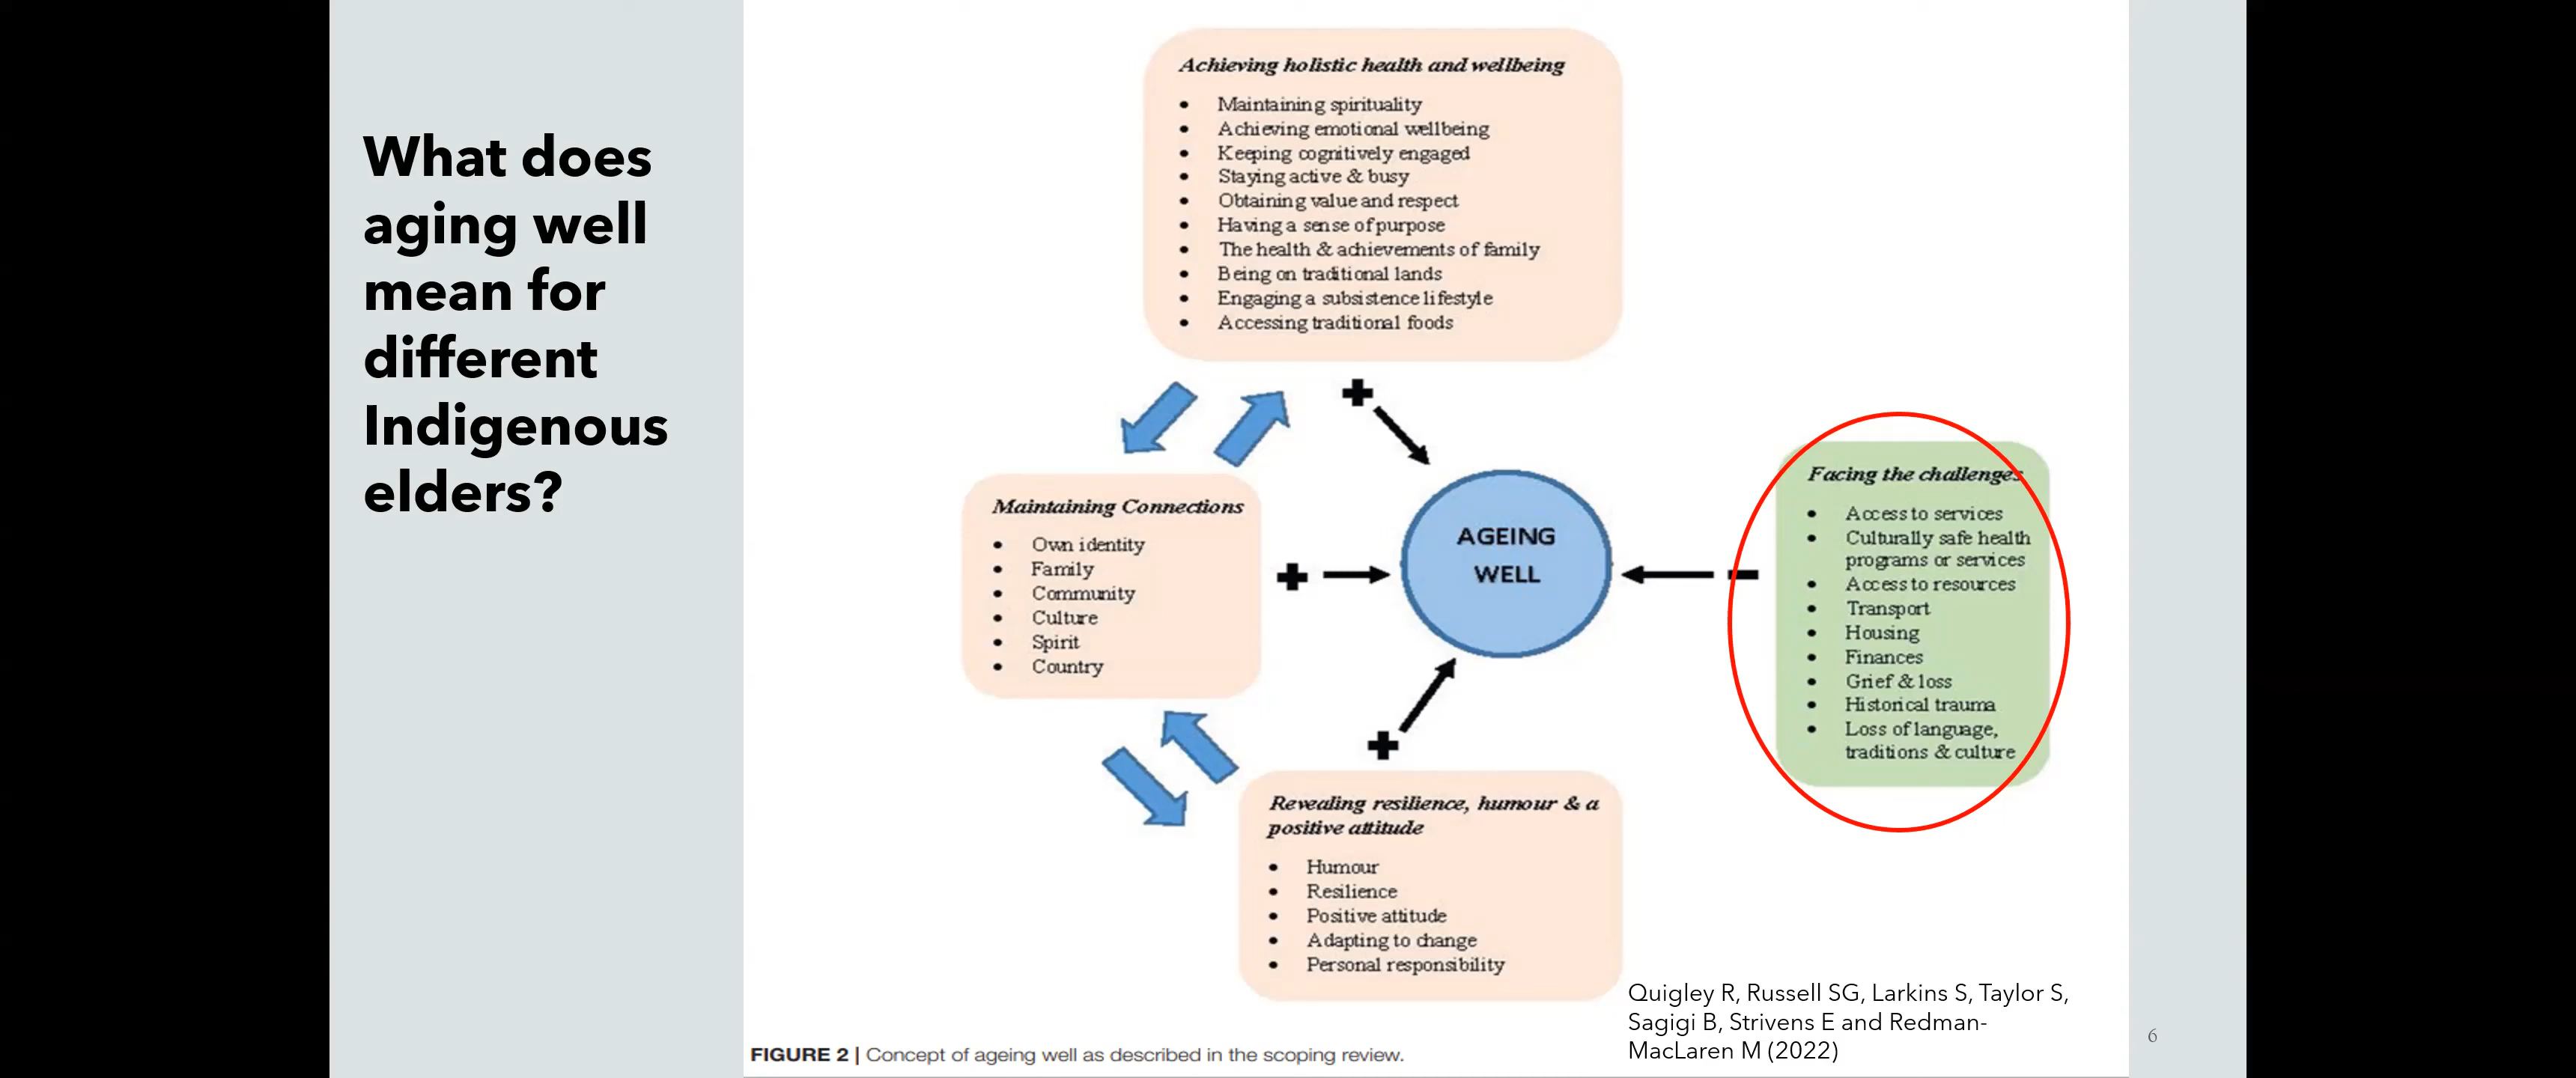 What does
aging well
mean for
different
Indigenous
elders?
Achieving holistic health and wellbeing
• Maintaining spirituality
• Achieving emotional wellbeing
• Keeping cognitively engaged
• Staying active & busy
• Obtaining value and respect
• Having a sense of purpose
• The health & achievements of family
• Being on traditional lands
• Engaging a subsistence lifestyle
• Accessing traditional foods
Maintaining Connections
• Own identity
• Family
• Community
• Culture
• Spirit
• Country
AGEING
WELL
Facing the challenges
• Access to services
• Culturally safe health
programs or services
• Access to resources
• Transport
• Housing
• Finances
• Grief & loss
• Historical trauma
• Loss of language,
traditions & culture
Revealing resilience, humour & a
positive attitude
• Humour
• Resilience
• Positive attitude
• Adapting to change
• Personal responsibility
Quigley R, Russell SG, Larkins S, Taylor S,
Sagigi B, Strivens E and Redman-
MacLaren M (2022)
FIGURE 2 | Concept of ageing well as described in the scoping review.
6